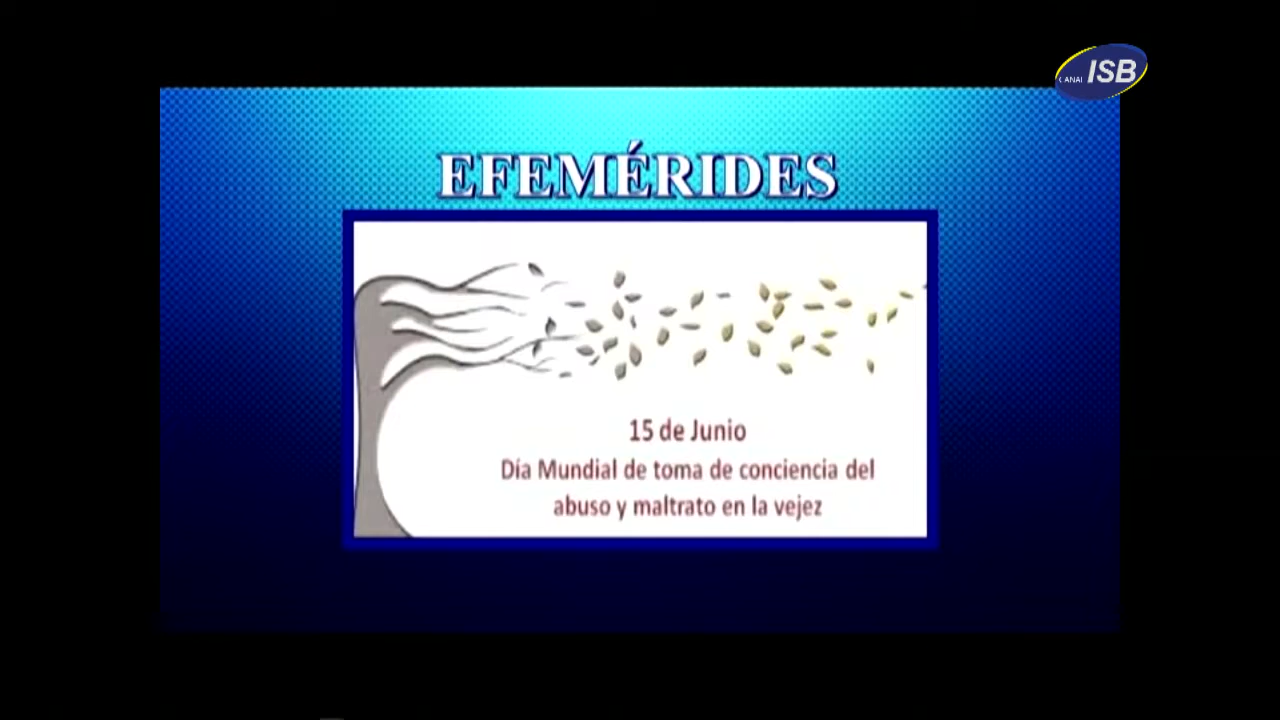 CANAL ISB
EFEMÉRIDES
15 de Junio
Día Mundial de toma de conciencia del
abuso y maltrato en la vejez